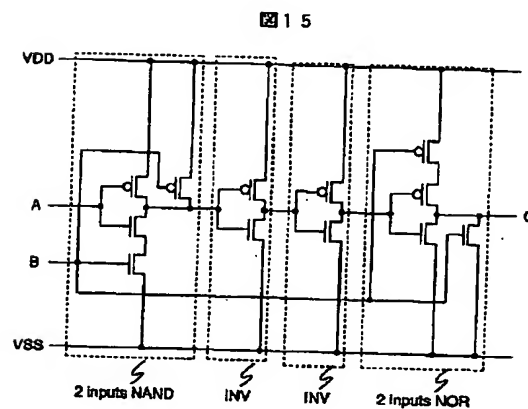 図15
VDD
A
B
VSS
2 inputs NAND
INV
INV
2 inputs NOR